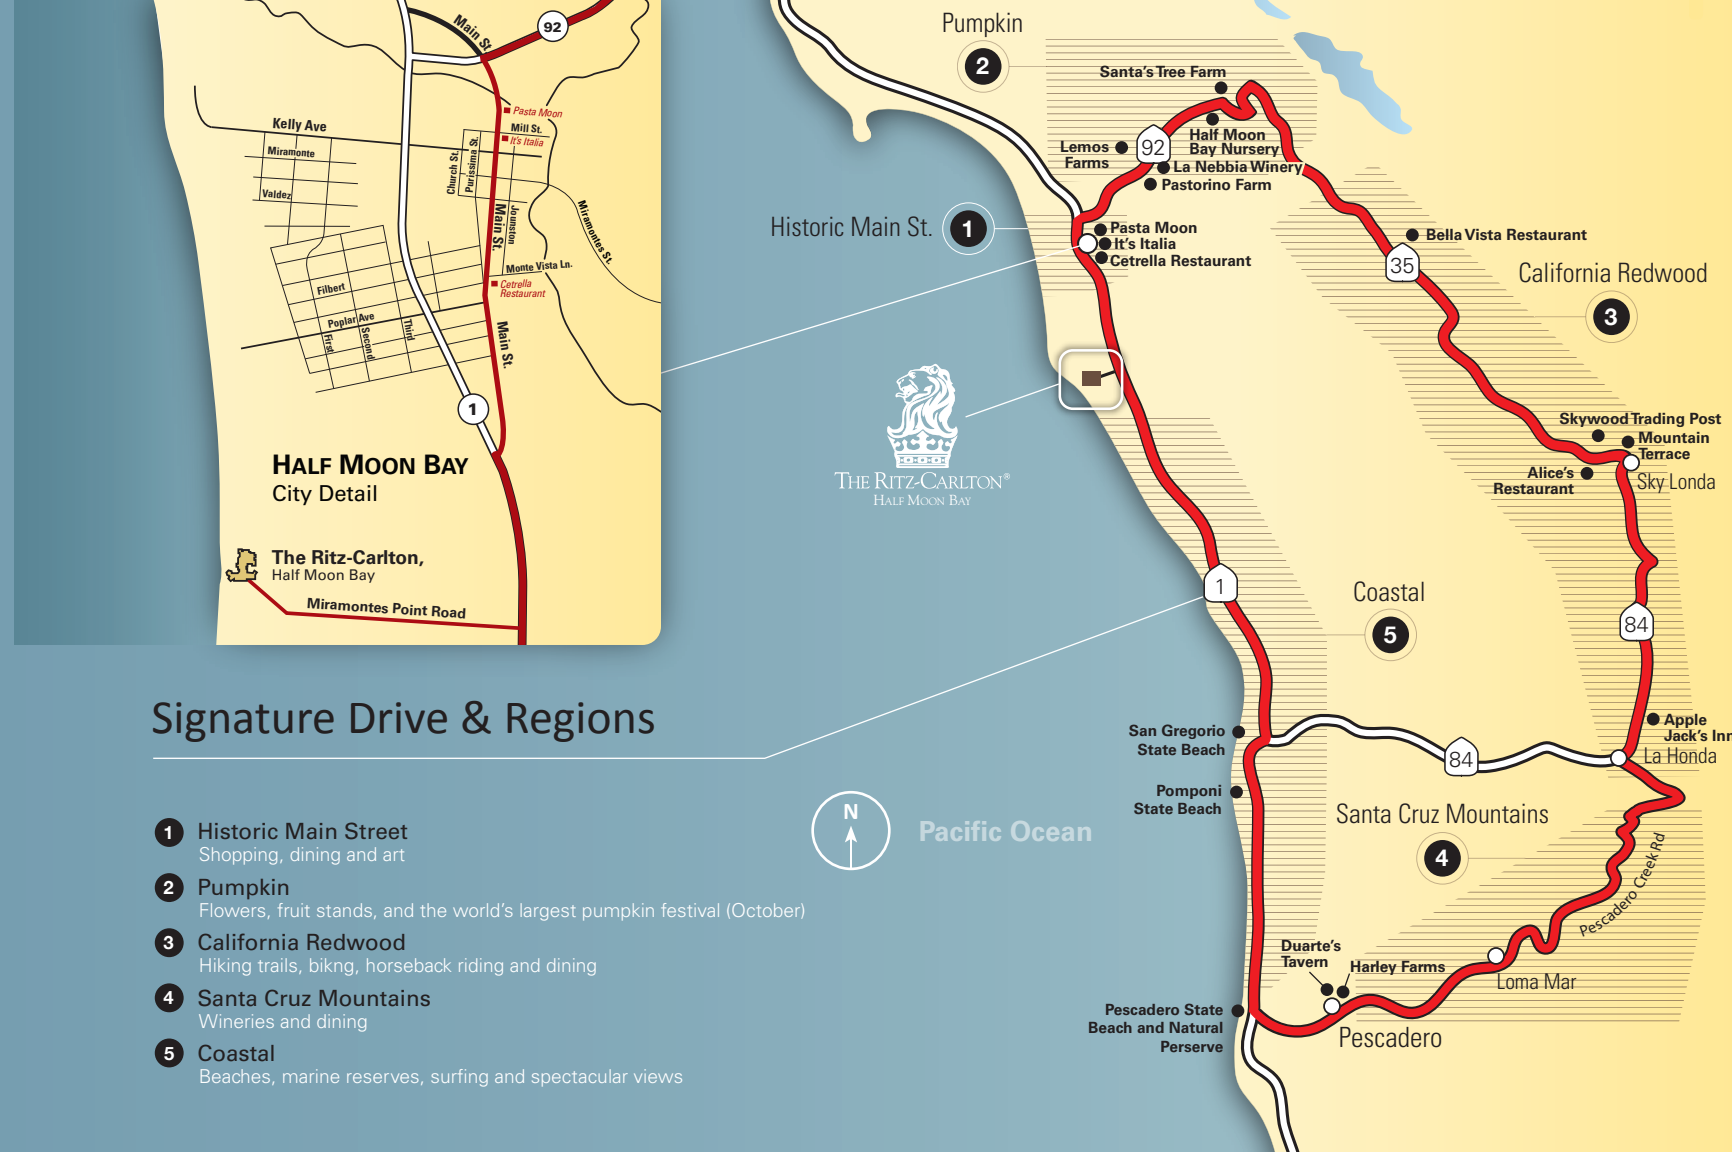 Main St.
92
Pasta Moon
Kelly Ave
Mill St.
It's Italia
Miramonte
Church St.
Purissima St.
Valdez
Main St.
Jounston
Miramontes St.
Monte Vista Ln.
Cetrella
Restaurant
Filbert
Poplar Ave
First
Second
Third
Main St.
1
HALF MOON BAY
City Detail
The Ritz-Carlton,
Half Moon Bay
Miramontes Point Road
Pumpkin
2
Santa's Tree Farm
Half Moon
Bay Nursery
Lemos
Farms
92
La Nebbia Winery
Pastorino Farm
Historic Main St.
1
Pasta Moon
It's Italia
Cetrella Restaurant
Bella Vista Restaurant
35
California Redwood
3
THE RITZ-CARLTON®
HALF MOON BAY
Skywood Trading Post
Mountain
Terrace
Alice's
Restaurant
Sky Londa
1
Coastal
5
84
Apple
Jack's Inn
La Honda
San Gregorio
State Beach
84
Pomponi
State Beach
Santa Cruz Mountains
4
Pescadero Creek Rd
Duarte's
Tavern
Harley Farms
Loma Mar
Pescadero State
Beach and Natural
Perserve
Pescadero
N
Pacific Ocean
Signature Drive & Regions
1 Historic Main Street
Shopping, dining and art
2 Pumpkin
Flowers, fruit stands, and the world's largest pumpkin festival (October)
3 California Redwood
Hiking trails, bikng, horseback riding and dining
4 Santa Cruz Mountains
Wineries and dining
5 Coastal
Beaches, marine reserves, surfing and spectacular views